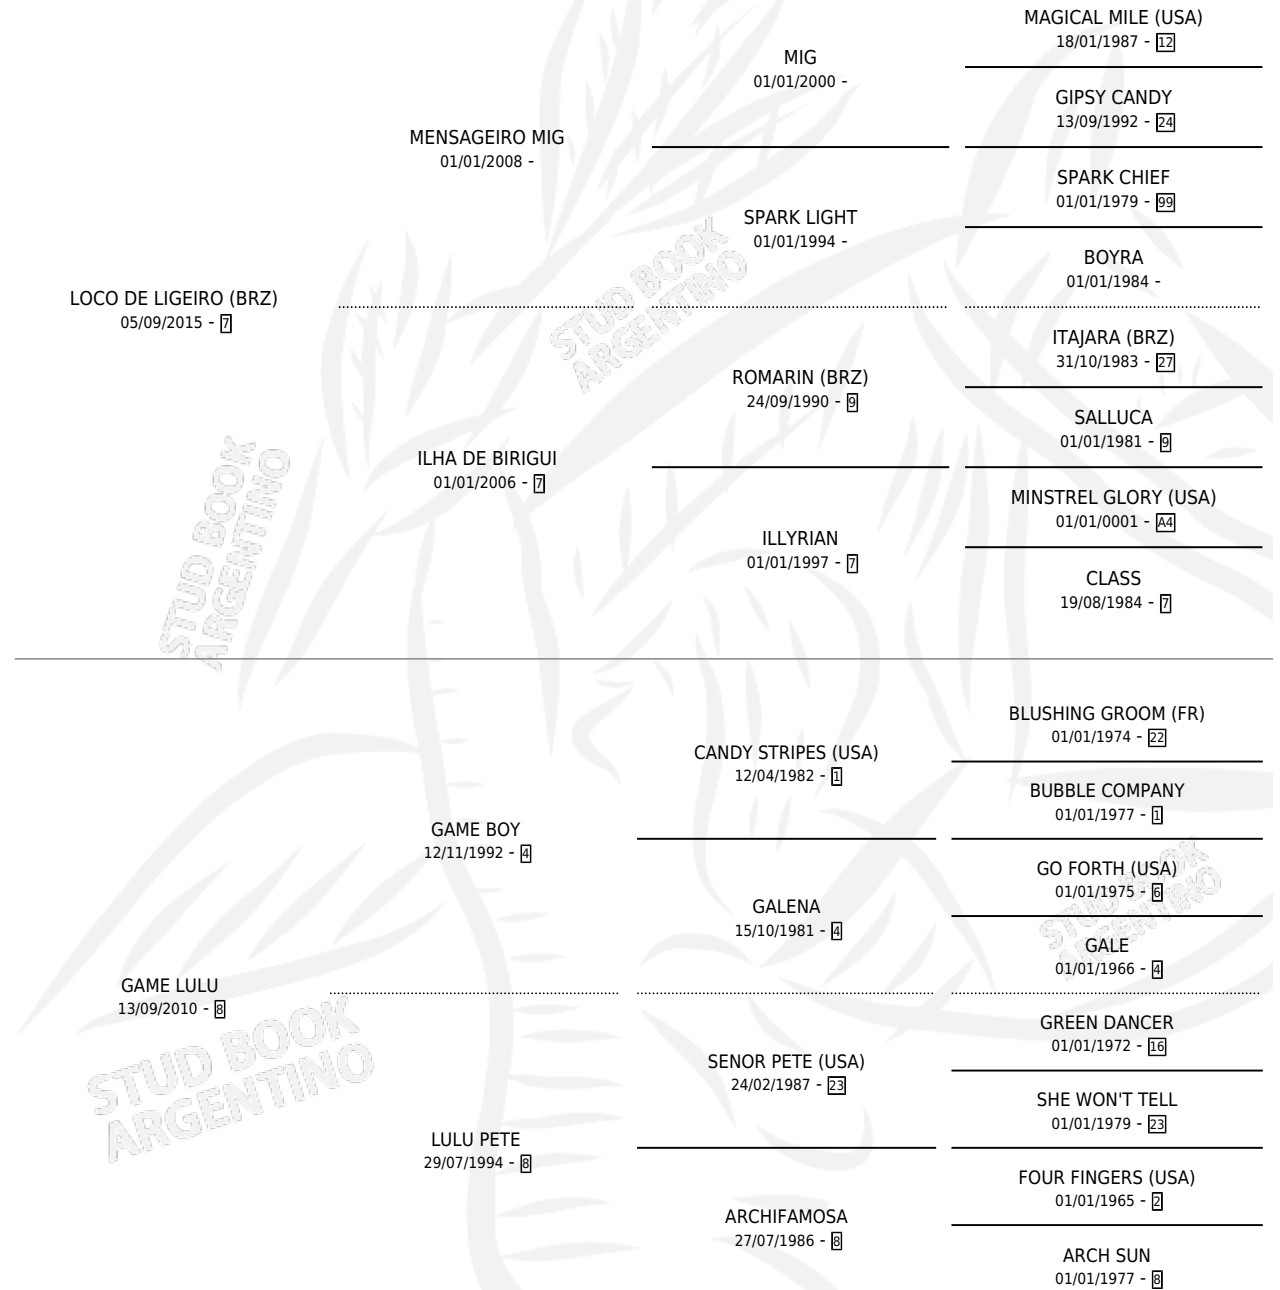 MAGICAL MILE (USA)
18/01/1987 - 12
MIG
01/01/2000 -
GIPSY CANDY
13/09/1992 - 24
MENSAGEIRO MIG
01/01/2008 -
SPARK CHIEF
01/01/1979 - 99
SPARK LIGHT
01/01/1994 -
BOYRA
01/01/1984 -
LOCO DE LIGEIRO (BRZ)
05/09/2015 - 7
ITAJARA (BRZ)
31/10/1983 - 27
ROMARIN (BRZ)
24/09/1990 - 9
SALLUCA
01/01/1981 - 9
ILHA DE BIRIGUI
01/01/2006 - 7
MINSTREL GLORY (USA)
01/01/0001 - A4
ILLYRIAN
01/01/1997 - 7
CLASS
19/08/1984 - 7
BLUSHING GROOM (FR)
01/01/1974 - 22
CANDY STRIPES (USA)
12/04/1982 - 1
BUBBLE COMPANY
01/01/1977 - 1
GAME BOY
12/11/1992 - 4
GO FORTH (USA)
01/01/1975 - 6
GALENA
15/10/1981 - 4
GALE
01/01/1966 - 4
GAME LULU
13/09/2010 - 8
GREEN DANCER
01/01/1972 - 16
SENOR PETE (USA)
24/02/1987 - 23
SHE WON'T TELL
01/01/1979 - 23
LULU PETE
29/07/1994 - 8
FOUR FINGERS (USA)
01/01/1965 - 2
ARCHIFAMOSA
27/07/1986 - 8
ARCH SUN
01/01/1977 - 8
STUD BOOK
ARGENTINO
STUD BOOK
ARGENTINO
STUD BOOK
ARGENTINO
STUD BOOK
ARGENTINO